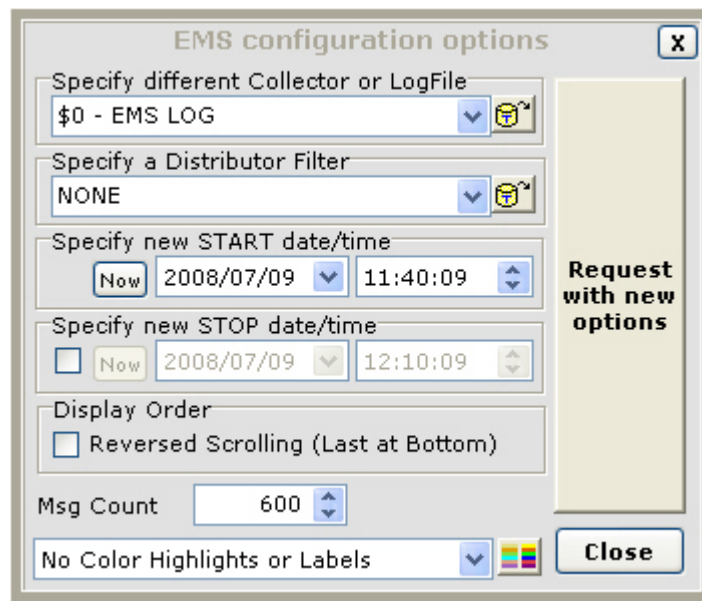 EMS configuration options
X
Specify different Collector or LogFile
$0 - EMS LOG
Specify a Distributor Filter
NONE
Specify new START date/time
Now 2008/07/09 11:40:09
Specify new STOP date/time
Now 2008/07/09 12:10:09
Display Order
Reversed Scrolling (Last at Bottom)
Msg Count 600
No Color Highlights or Labels
Request
with new
options
Close